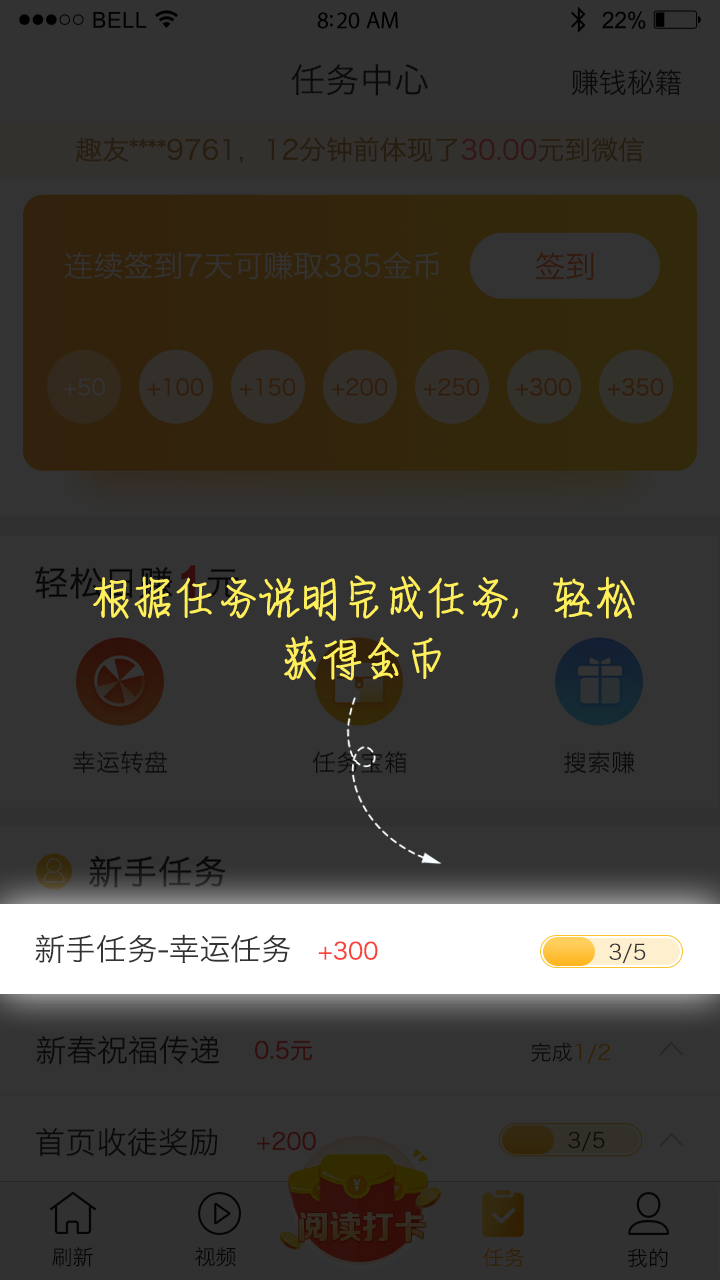 BELL 8:20 AM 22%
任务中心 赚钱秘籍
趣友****9761，12分钟前体现了30.00元到微信
连续签到7天可赚取385金币 签到
+50 +100 +150 +200 +250 +300 +350
轻松日赚1元
根据任务说明完成任务，轻松
获得金币
幸运转盘 任务宝箱 搜索赚
新手任务
新手任务-幸运任务 +300 3/5
新春祝福传递 0.5元 完成1/2
首页收徒奖励 +200 3/5
阅读打卡
刷新 视频 任务 我的